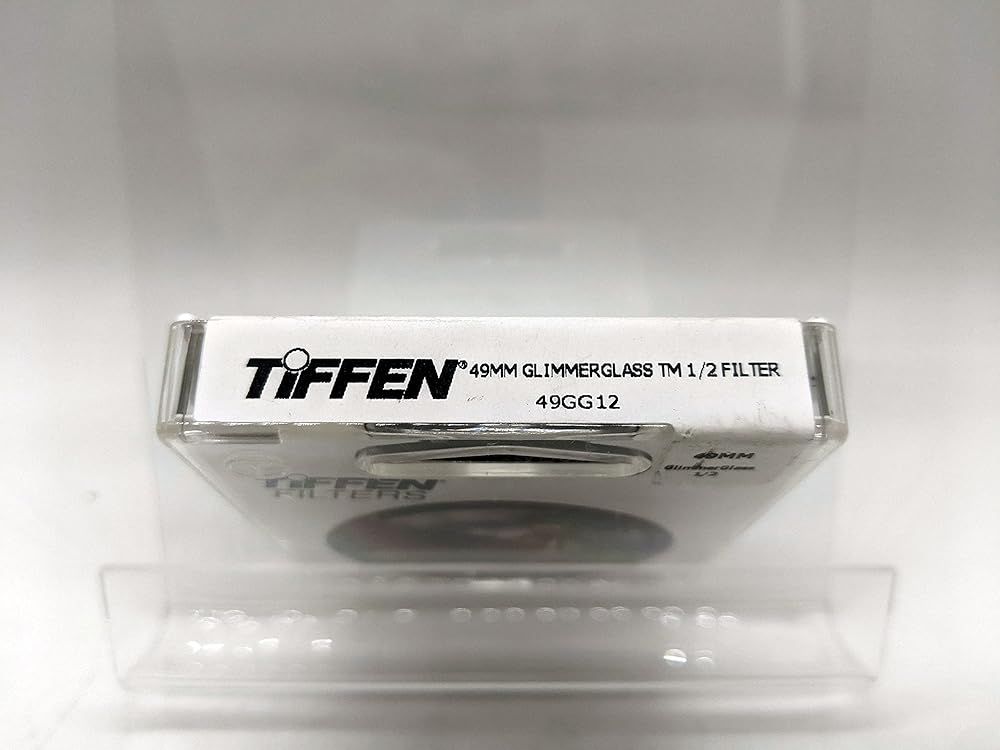 TiFFEN® 49MM GLIMMERGLASS TM 1/2 FILTER
49GG12
TiFFEN®
FILTERS
49MM
GlimmerGlass
1/2